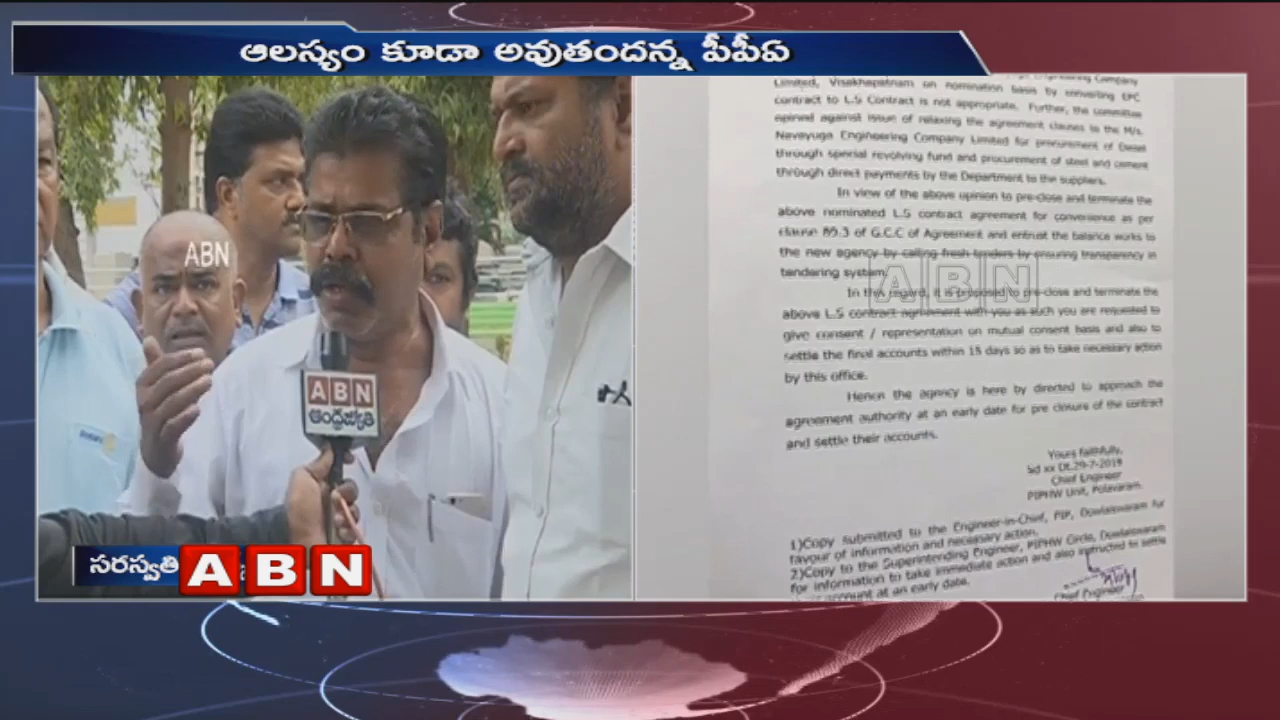 ఆలస్యం కూడా అవుతందన్న పీపీఏ
ABN
ABN
ఆంధ్రజ్యోతి
సరస్వతి
ABN
Engineering Company
Limited, Visakhapatnam on nomination basis by converting EPC
contract to L.S Contract is not appropriate. Further, the committee
opined against issue of relaxing the agreement clauses to the M/s.
Navayuga Engineering Company Limited for procurement of Diesel
through special revolving fund and procurement of steel and cement
through direct payments by the Department to the suppliers.
In view of the above opinion to pre-close and terminate the
above nominated L.S contract agreement for convenience as per
clause 89.3 of G.C.C of Agreement and entrust the balance works to
the new agency by calling fresh tenders by ensuring transparency in
tendering system.
ABN
In this regard, it is proposed to pre-close and terminate the
above L.S contract agreement with you as such you are requested to
give consent / representation on mutual consent basis and also to
settle the final accounts within 15 days so as to take necessary action
by this office.
Hence the agency is here by directed to approach the
agreement authority at an early date for pre closure of the contract
and settle their accounts.
Yours faithfully,
Sd xx Dt.29-7-2019
Chief Engineer
PIPHW Unit, Polavaram.
1)Copy submitted to the Engineer-in-Chief, PIP, Dowlaiswaram for
favour of information and necessary action.
2)Copy to the Superintending Engineer, PIPHW Circle, Dowlaiswaram
for information to take immediate action and also instructed to settle
account at an early date.
Chief Engineer